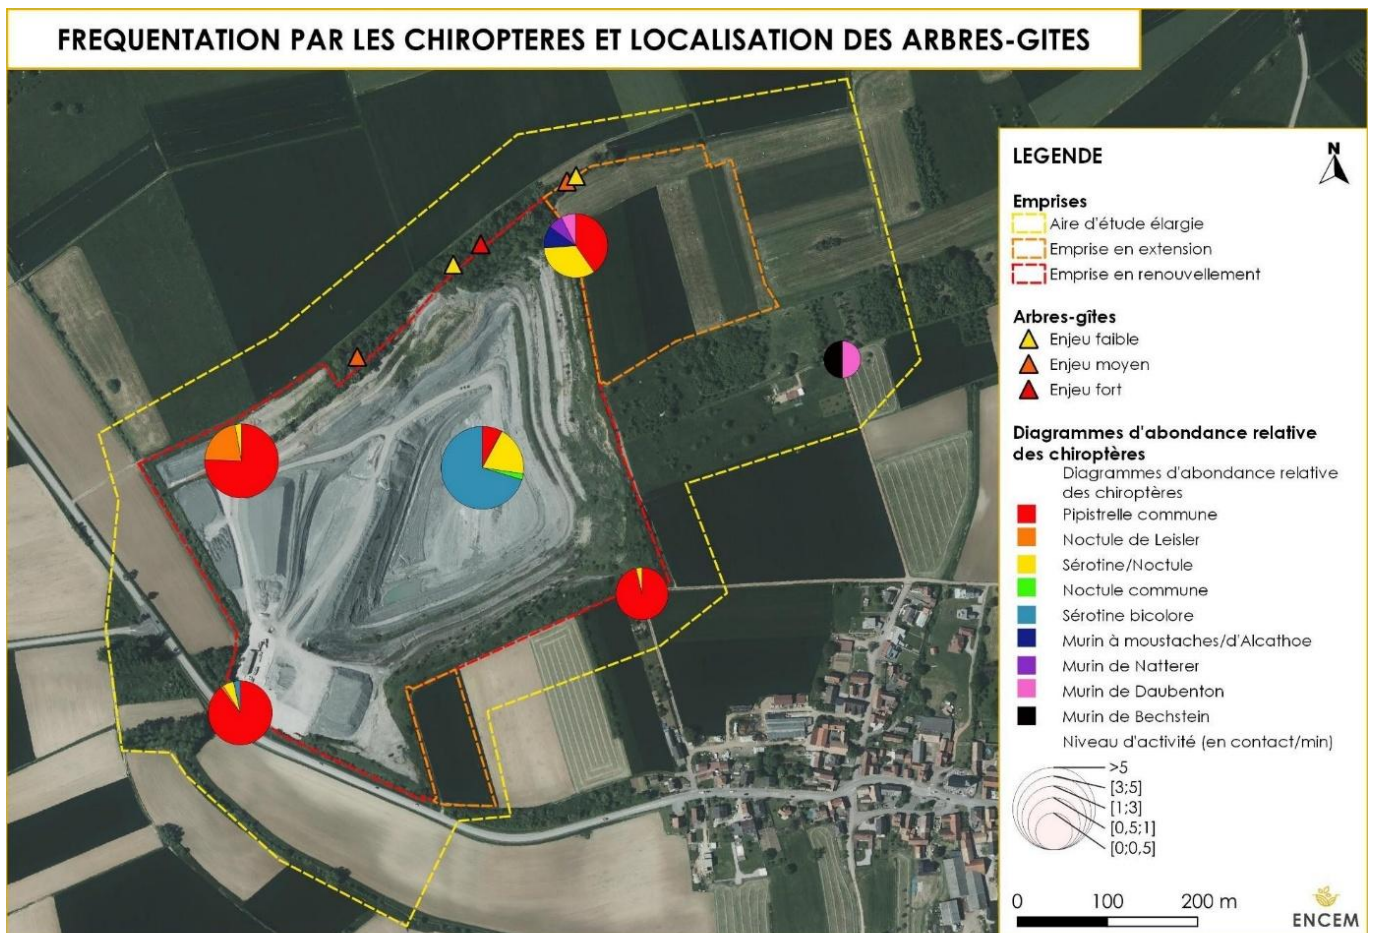 FREQUENTATION PAR LES CHIROPTERES ET LOCALISATION DES ARBRES-GITES
LEGENDE
N
Emprises
Aire d'étude élargie
Emprise en extension
Emprise en renouvellement
Arbres-gîtes
Enjeu faible
Enjeu moyen
Enjeu fort
Diagrammes d'abondance relative
des chiroptères
Diagrammes d'abondance relative
des chiroptères
Pipistrelle commune
Noctule de Leisler
Sérotine/Noctule
Noctule commune
Sérotine bicolore
Murin à moustaches/d'Alcathoe
Murin de Natterer
Murin de Daubenton
Murin de Bechstein
Niveau d'activité (en contact/min)
>5
[3;5]
[1;3]
[0,5;1]
[0;0,5]
0 100 200 m
ENCEM